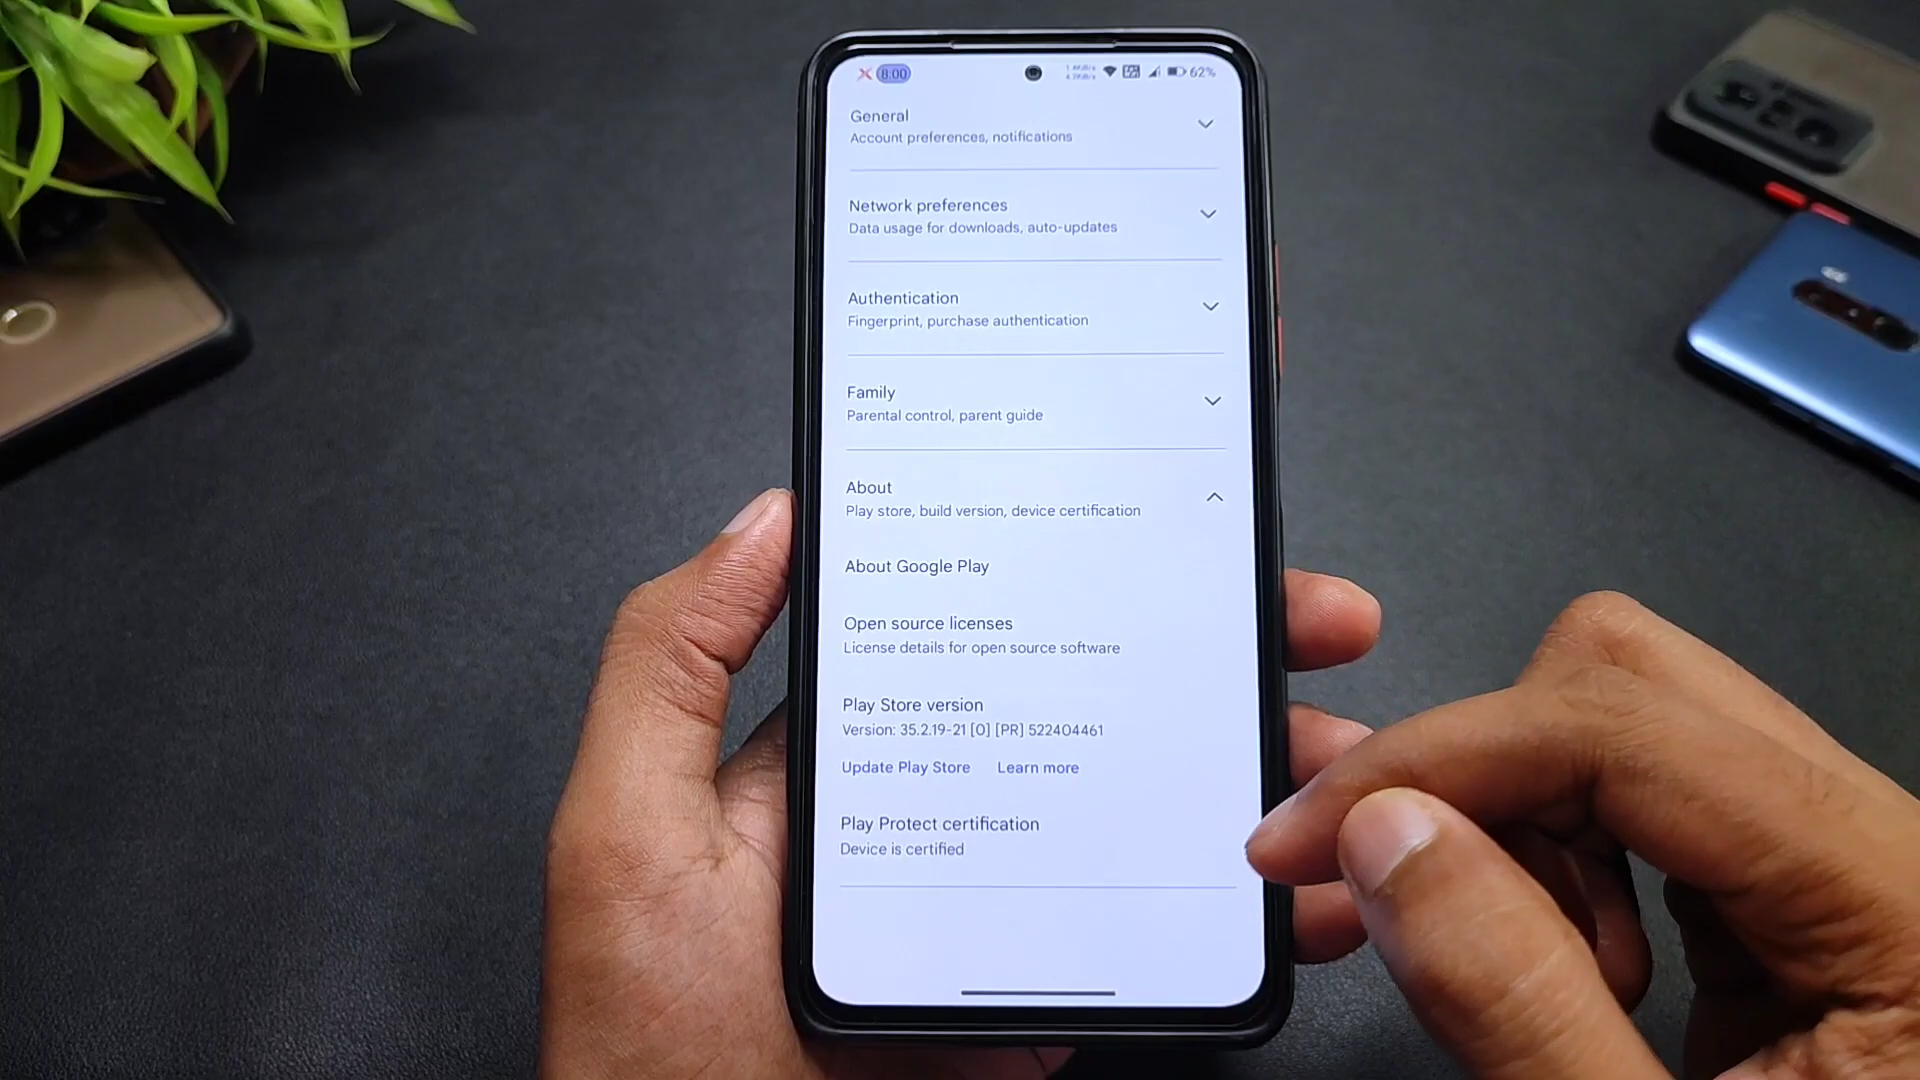 8:00
62%
General
Account preferences, notifications
Network preferences
Data usage for downloads, auto-updates
Authentication
Fingerprint, purchase authentication
Family
Parental control, parent guide
About
Play store, build version, device certification
About Google Play
Open source licenses
License details for open source software
Play Store version
Version: 35.2.19-21 [0] [PR] 522404461
Update Play Store Learn more
Play Protect certification
Device is certified